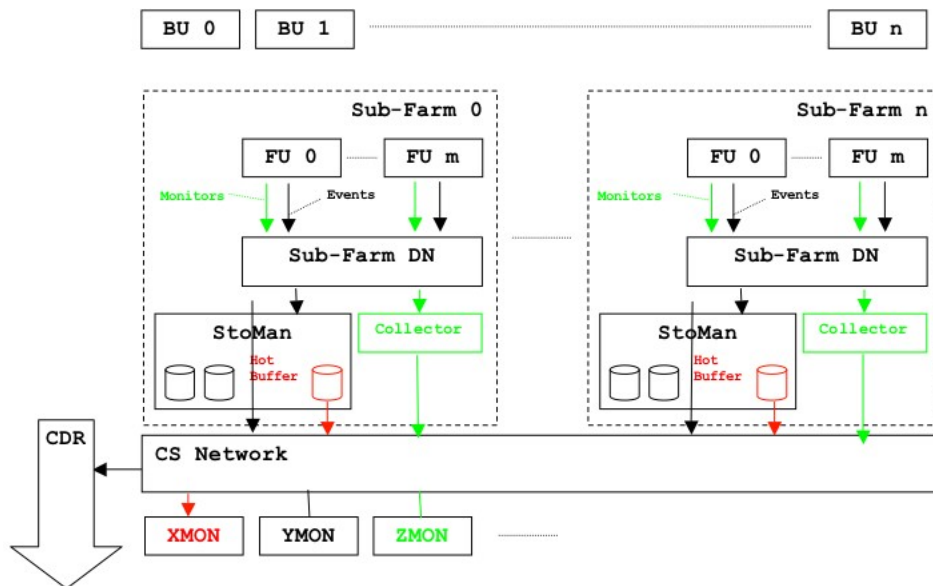 BU 0 BU 1 BU n
Sub-Farm 0 Sub-Farm n
FU 0 FU m FU 0 FU m
Monitors Events Monitors Events
Sub-Farm DN Sub-Farm DN
StoMan Collector StoMan Collector
Hot Hot
Buffer Buffer
CDR
CS Network
XMON YMON ZMON